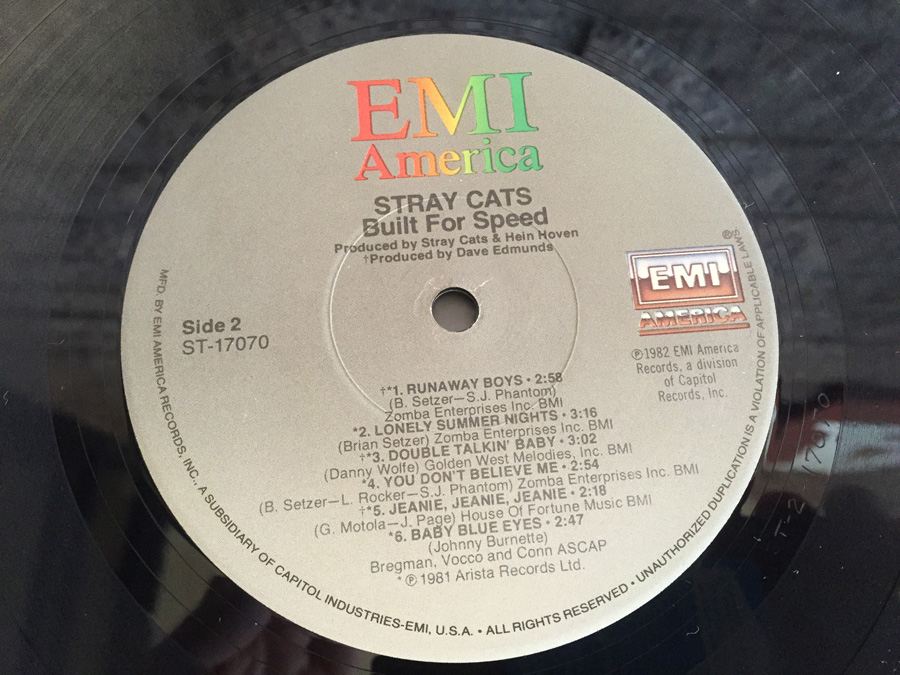 EMI
America
STRAY CATS
Built For Speed
Produced by Stray Cats & Hein Hoven
†Produced by Dave Edmunds
Side 2
ST-17070
EMI
AMERICA
®
℗1982 EMI America
Records, a division
of Capitol
Records, Inc.
†*1. RUNAWAY BOYS • 2:58
(B. Setzer—S.J. Phantom)
Zomba Enterprises Inc. BMI
*2. LONELY SUMMER NIGHTS • 3:16
(Brian Setzer) Zomba Enterprises Inc. BMI
†*3. DOUBLE TALKIN' BABY • 3:02
(Danny Wolfe) Golden West Melodies, Inc. BMI
*4. YOU DON'T BELIEVE ME • 2:54
(B. Setzer—L. Rocker—S.J. Phantom) Zomba Enterprises Inc. BMI
†*5. JEANIE, JEANIE, JEANIE • 2:18
(G. Motola—J. Page) House Of Fortune Music BMI
*6. BABY BLUE EYES • 2:47
(Johnny Burnette)
Bregman, Vocco and Conn ASCAP
*℗ 1981 Arista Records Ltd.
MFD. BY EMI AMERICA RECORDS, INC., A SUBSIDIARY OF CAPITOL INDUSTRIES-EMI, U.S.A. • ALL RIGHTS RESERVED • UNAUTHORIZED DUPLICATION IS A VIOLATION OF APPLICABLE LAWS